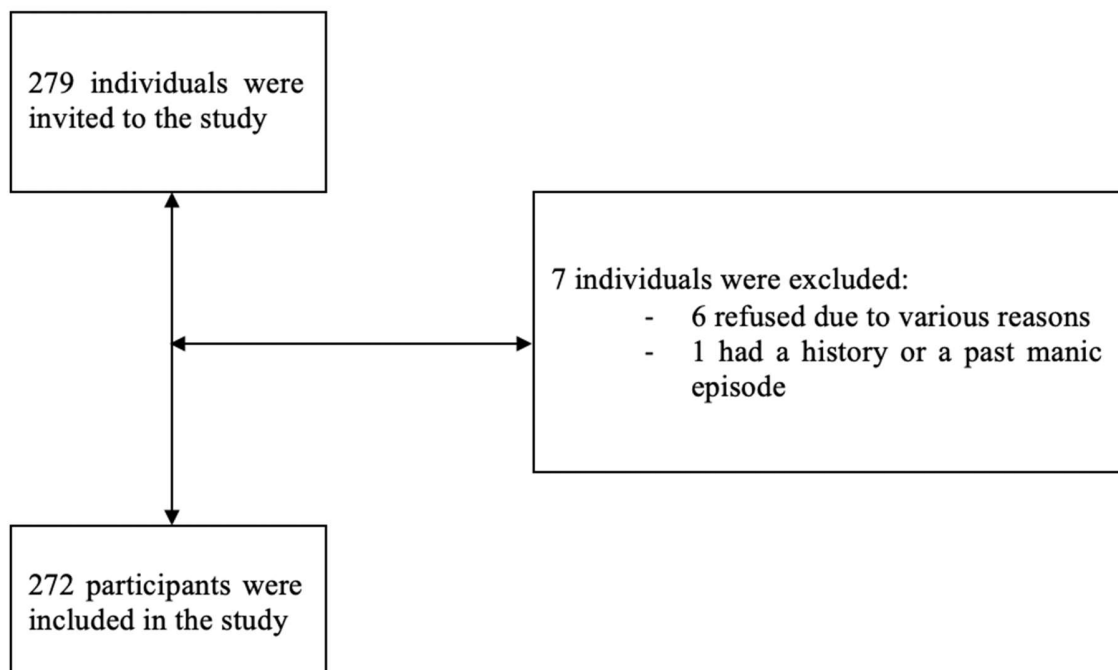 279 individuals were
invited to the study
7 individuals were excluded:
- 6 refused due to various reasons
- 1 had a history or a past manic
episode
272 participants were
included in the study